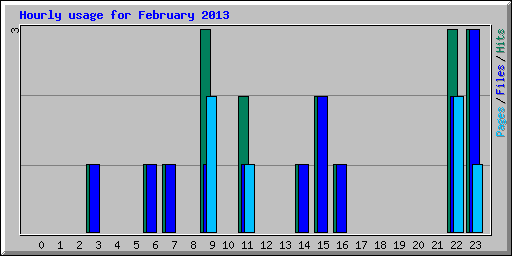 Hourly usage for February 2013
3
Pages/Files/Hits
0 1 2 3 4 5 6 7 8 9 10 11 12 13 14 15 16 17 18 19 20 21 22 23